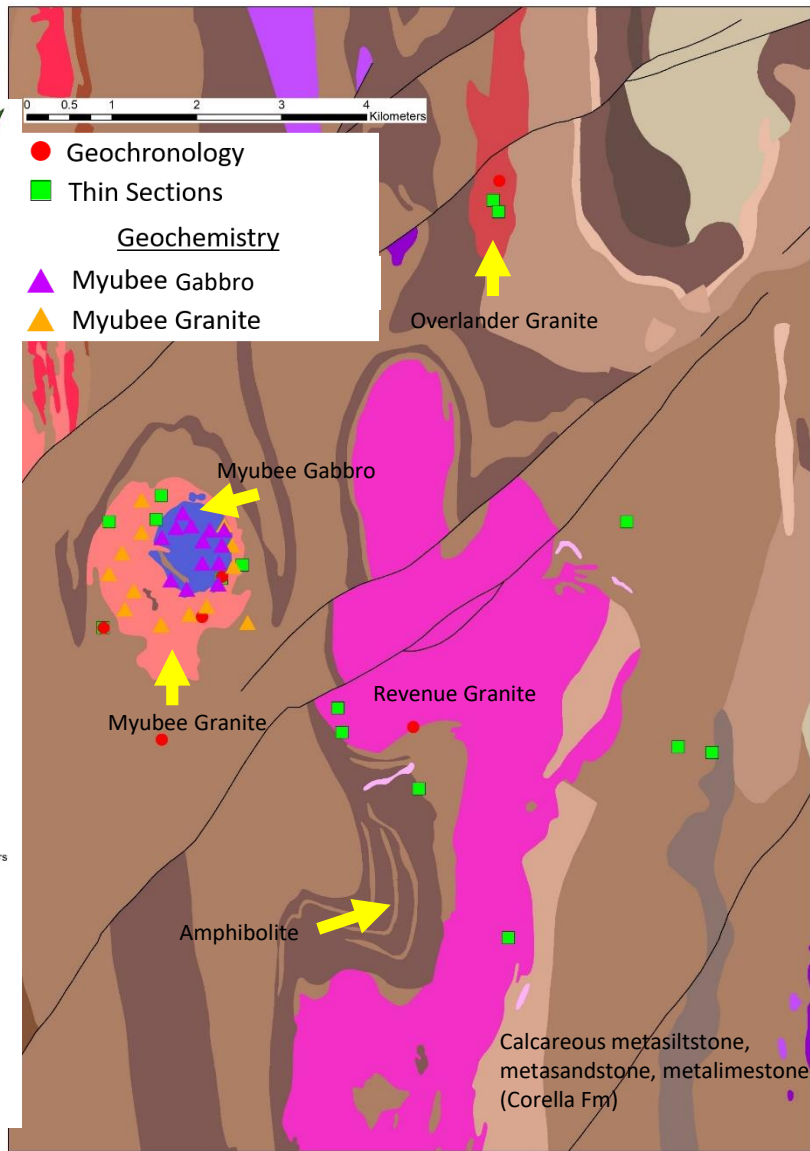 0 0.5 1 2 3 4
Kilometers
Geochronology
Thin Sections
Geochemistry
Myubee Gabbro
Myubee Granite
Overlander Granite
Myubee Gabbro
Revenue Granite
Myubee Granite
rs
Amphibolite
Calcareous metasiltstone,
metasandstone, metalimestone
(Corella Fm)